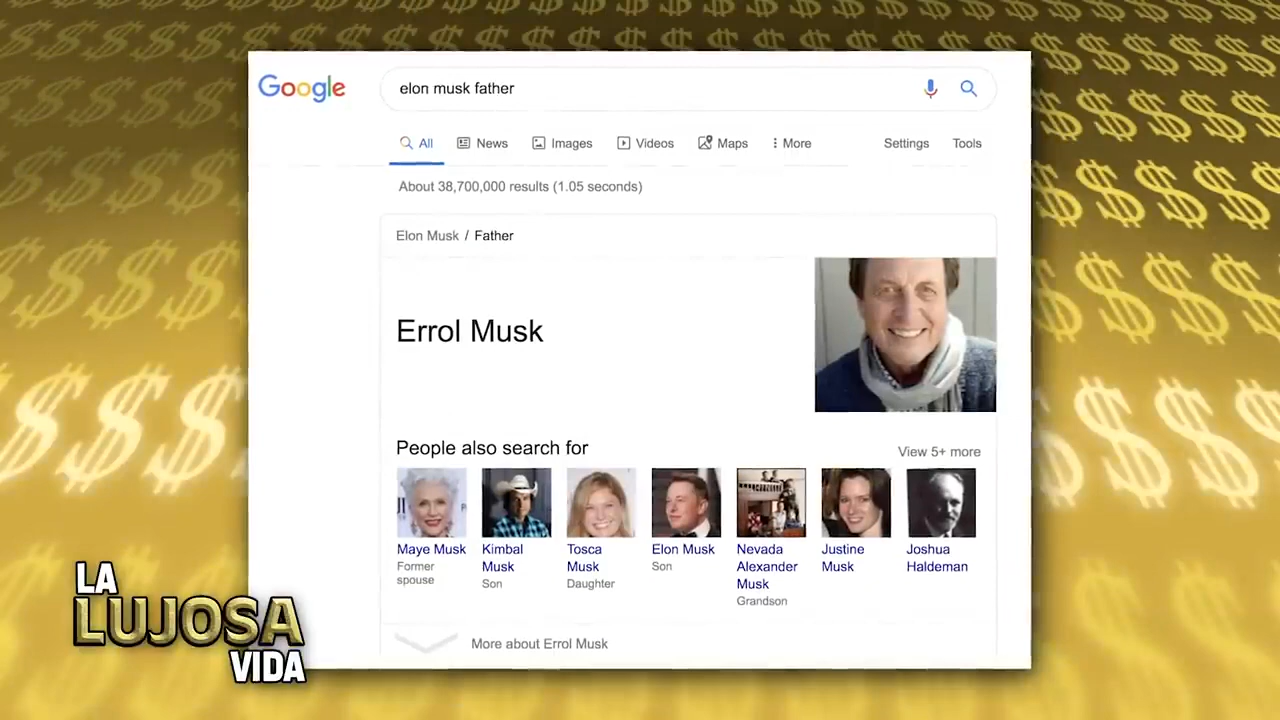 Google
elon musk father
All News Images Videos Maps More Settings Tools
About 38,700,000 results (1.05 seconds)
Elon Musk / Father
Errol Musk
People also search for
View 5+ more
Maye Musk
Former
spouse
Kimbal
Musk
Son
Tosca
Musk
Daughter
Elon Musk
Son
Nevada
Alexander
Musk
Grandson
Justine
Musk
Joshua
Haldeman
More about Errol Musk
LA
LUJOSA
VIDA